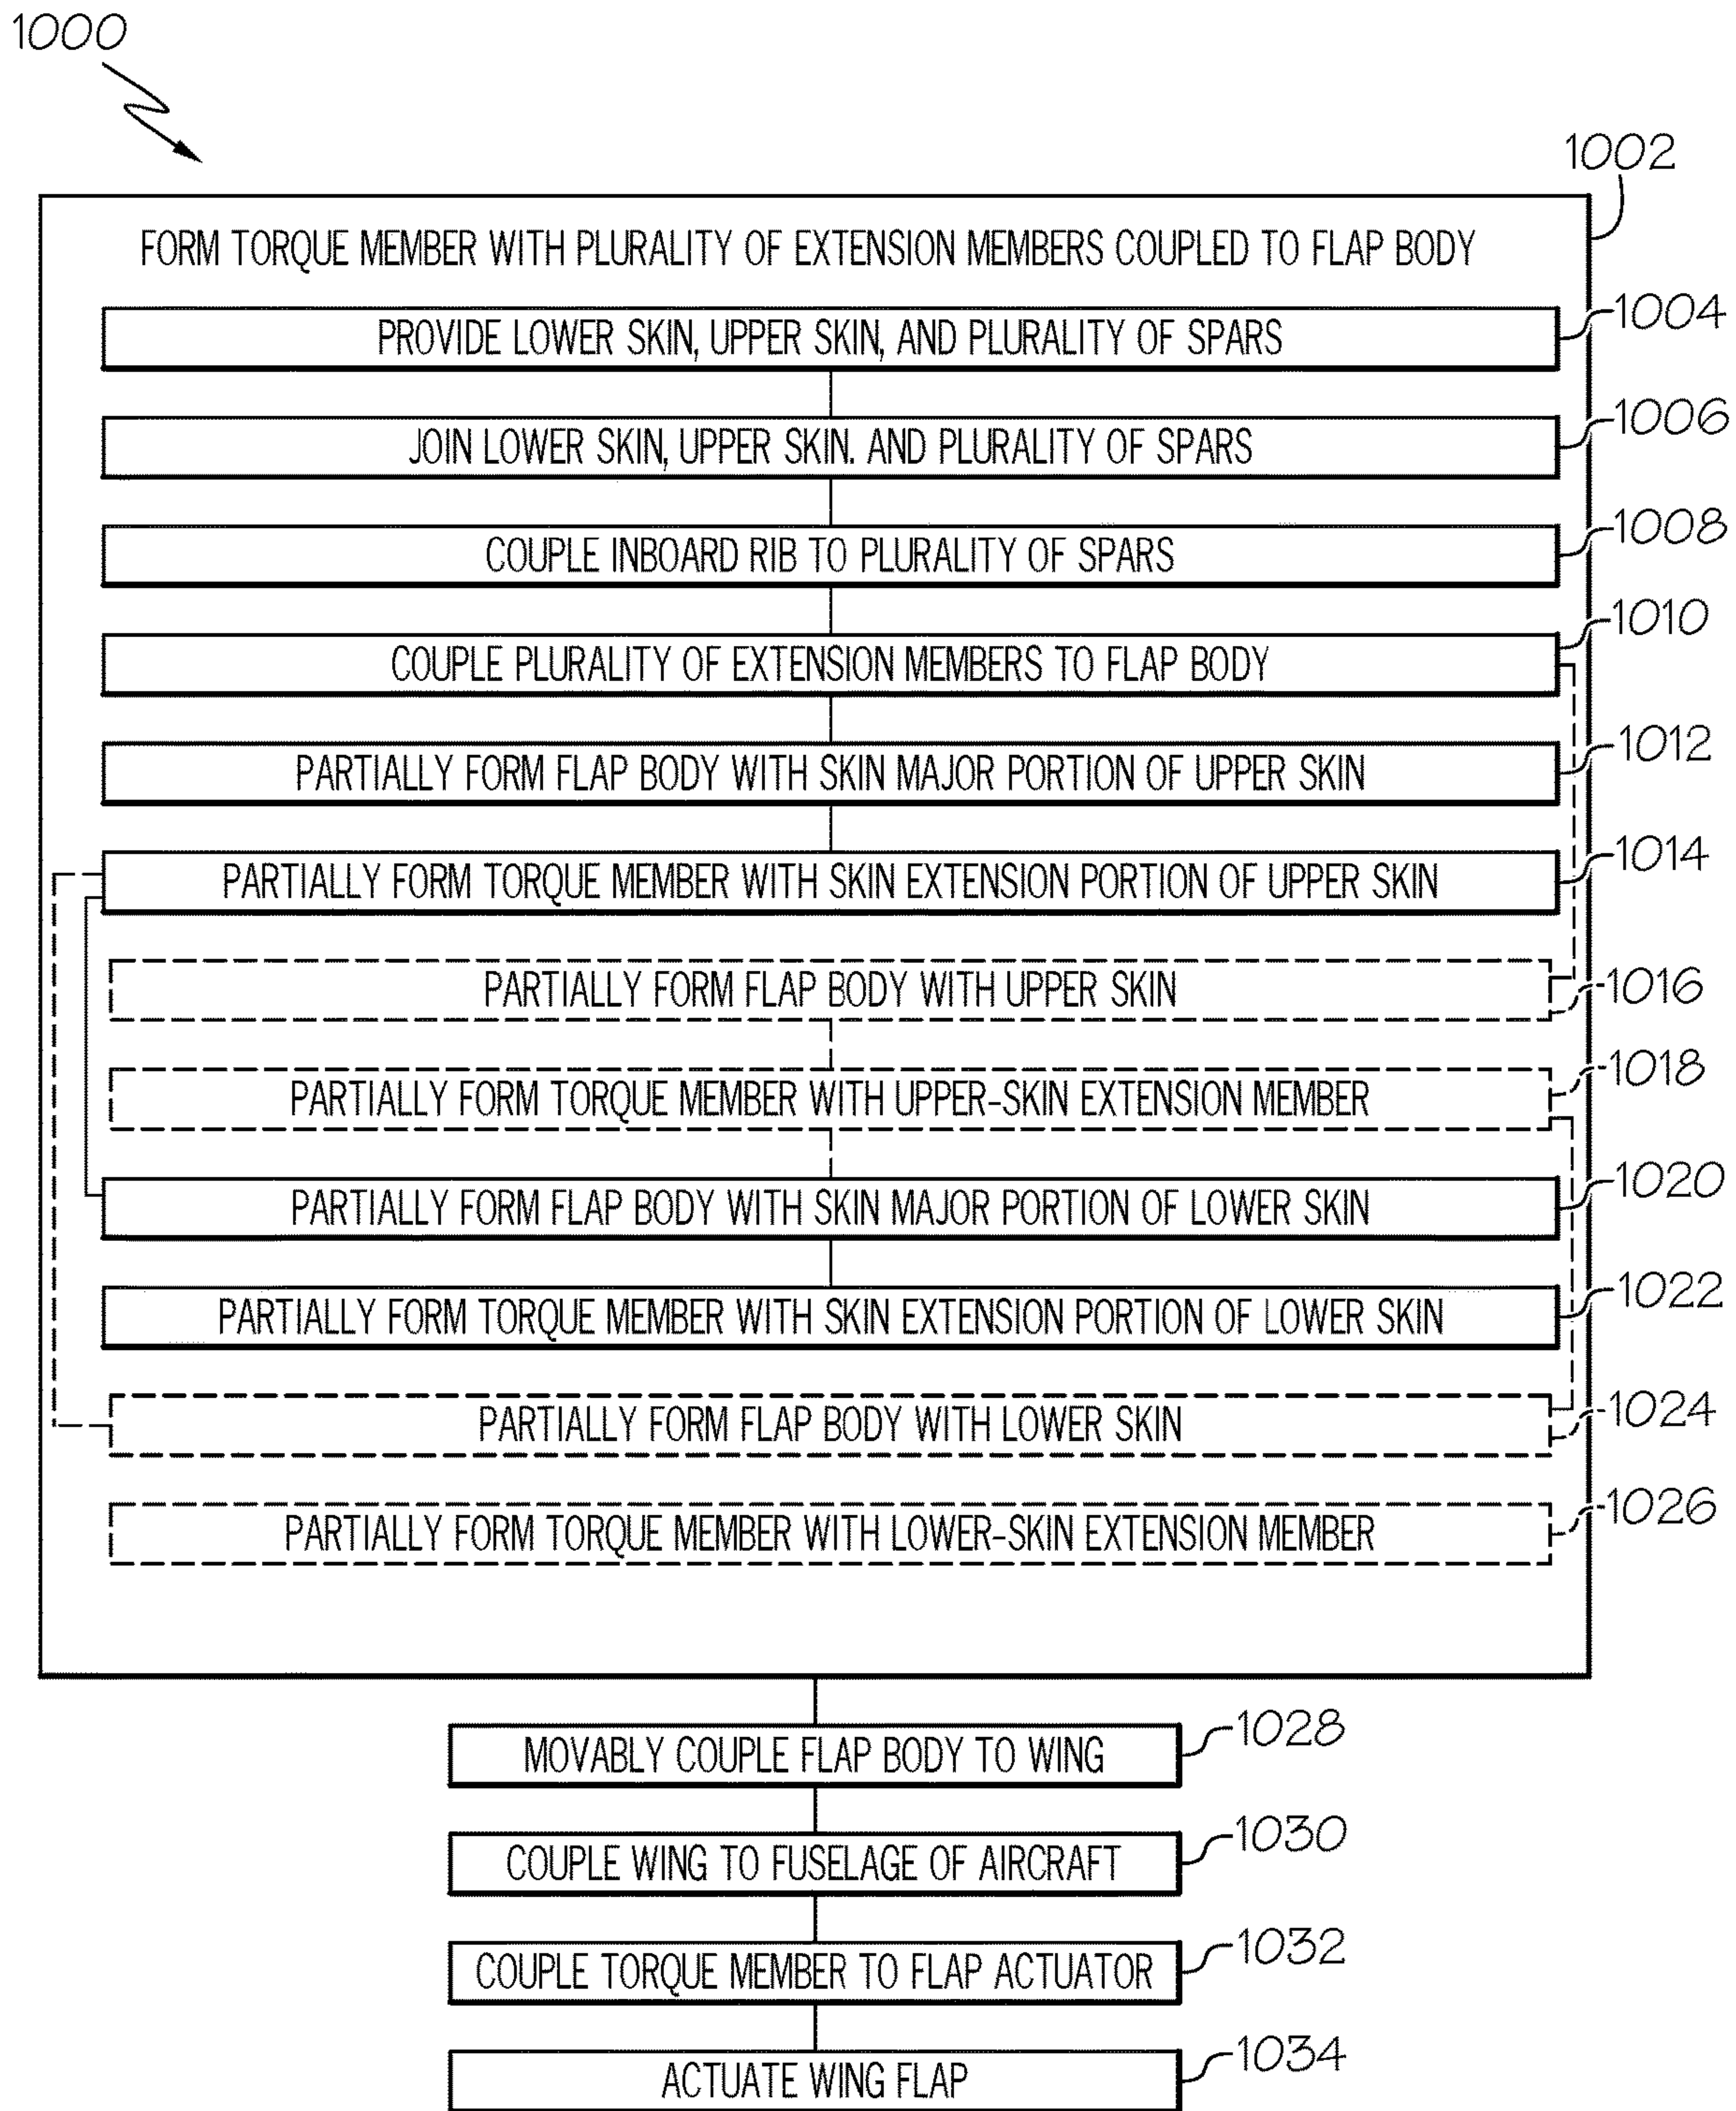 1000
1002
FORM TORQUE MEMBER WITH PLURALITY OF EXTENSION MEMBERS COUPLED TO FLAP BODY
PROVIDE LOWER SKIN, UPPER SKIN, AND PLURALITY OF SPARS
1004
JOIN LOWER SKIN, UPPER SKIN. AND PLURALITY OF SPARS
1006
COUPLE INBOARD RIB TO PLURALITY OF SPARS
1008
COUPLE PLURALITY OF EXTENSION MEMBERS TO FLAP BODY
1010
PARTIALLY FORM FLAP BODY WITH SKIN MAJOR PORTION OF UPPER SKIN
1012
PARTIALLY FORM TORQUE MEMBER WITH SKIN EXTENSION PORTION OF UPPER SKIN
1014
PARTIALLY FORM FLAP BODY WITH UPPER SKIN
1016
PARTIALLY FORM TORQUE MEMBER WITH UPPER-SKIN EXTENSION MEMBER
1018
PARTIALLY FORM FLAP BODY WITH SKIN MAJOR PORTION OF LOWER SKIN
1020
PARTIALLY FORM TORQUE MEMBER WITH SKIN EXTENSION PORTION OF LOWER SKIN
1022
PARTIALLY FORM FLAP BODY WITH LOWER SKIN
1024
PARTIALLY FORM TORQUE MEMBER WITH LOWER-SKIN EXTENSION MEMBER
1026
MOVABLY COUPLE FLAP BODY TO WING
1028
COUPLE WING TO FUSELAGE OF AIRCRAFT
1030
COUPLE TORQUE MEMBER TO FLAP ACTUATOR
1032
ACTUATE WING FLAP
1034